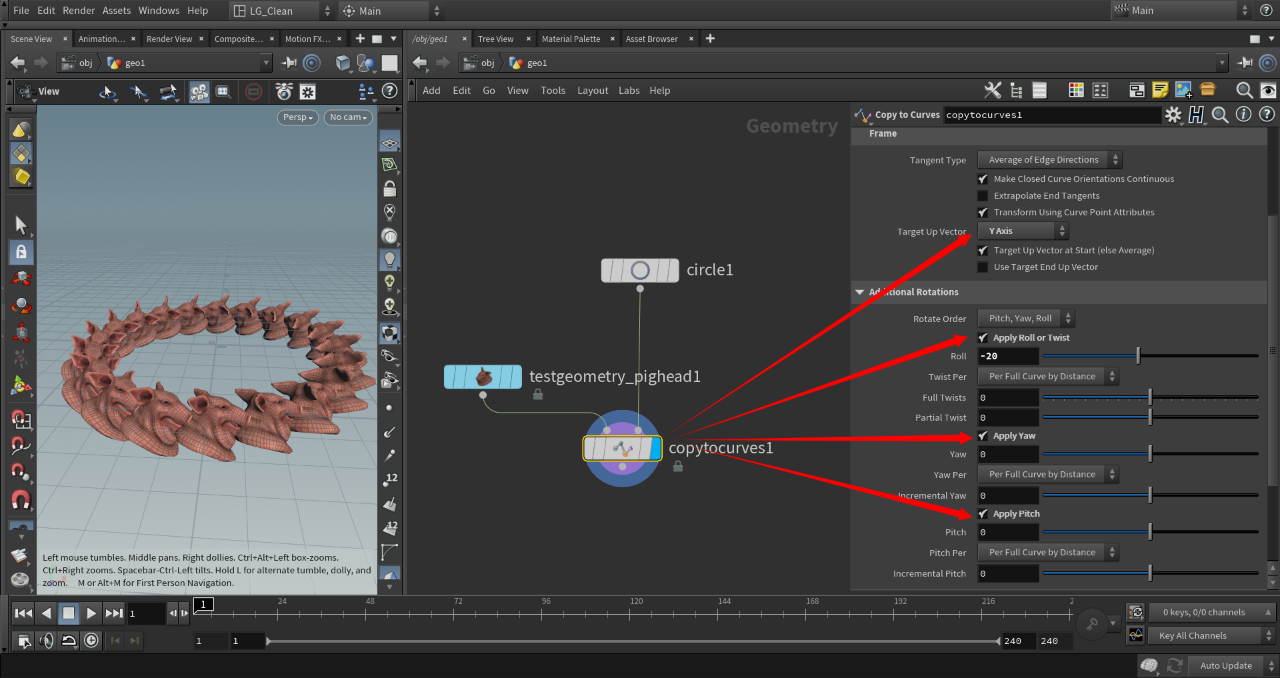 File Edit Render Assets Windows Help LG_Clean Main Main
Scene View Animation... Render View Composite... Motion FX...
/obj/geo1 Tree View Material Palette Asset Browser
obj geo1
obj geo1
View
Add Edit Go View Tools Layout Labs Help
Persp No cam
Geometry
Copy to Curves copytocurves1
Frame
Tangent Type Average of Edge Directions
Make Closed Curve Orientations Continuous
Extrapolate End Tangents
Transform Using Curve Point Attributes
Target Up Vector Y Axis
Target Up Vector at Start (else Average)
Use Target End Up Vector
Additional Rotations
Rotate Order Pitch, Yaw, Roll
Apply Roll or Twist
Roll -20
Twist Per Per Full Curve by Distance
Full Twists 0
Partial Twist 0
Apply Yaw
Yaw 0
Yaw Per Per Full Curve by Distance
Incremental Yaw 0
Apply Pitch
Pitch 0
Pitch Per Per Full Curve by Distance
Incremental Pitch 0
circle1
testgeometry_pighead1
copytocurves1
12
12
Left mouse tumbles. Middle pans. Right dollies. Ctrl+Alt+Left box-zooms.
Ctrl+Right zooms. Spacebar-Ctrl-Left tilts. Hold L for alternate tumble, dolly, and
zoom. M or Alt+M for First Person Navigation.
1 1 24 48 72 96 120 144 168 192 216 2
0 keys, 0/0 channels
1 1 240 240 Key All Channels
Auto Update